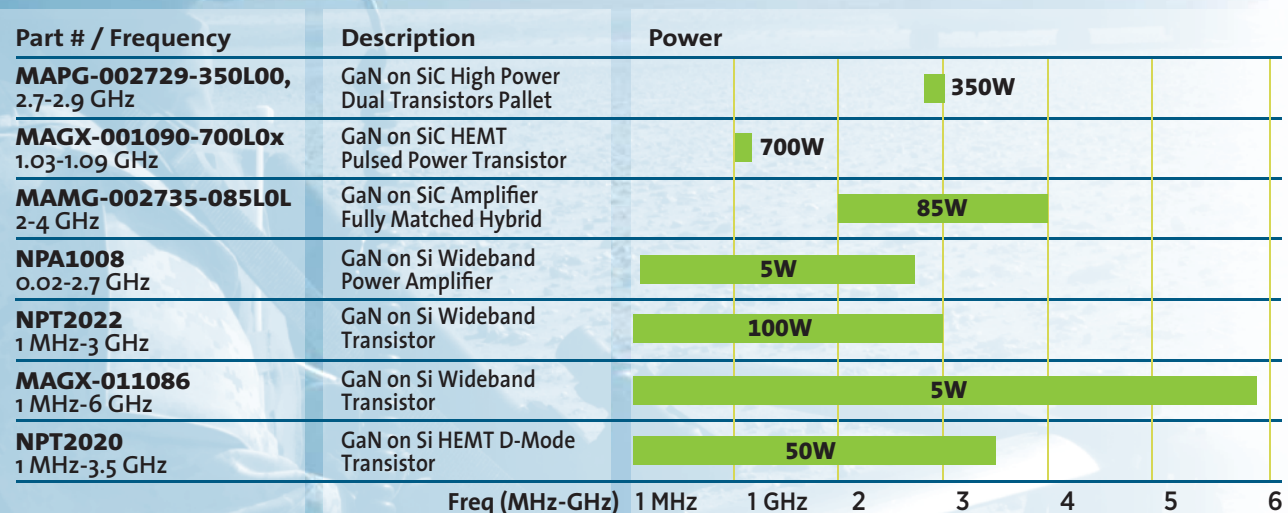 Part # / Frequency Description Power
MAPG-002729-350L00,
2.7-2.9 GHz
GaN on SiC High Power
Dual Transistors Pallet
350W
MAGX-001090-700L0x
1.03-1.09 GHz
GaN on SiC HEMT
Pulsed Power Transistor
700W
MAMG-002735-085L0L
2-4 GHz
GaN on SiC Amplifier
Fully Matched Hybrid
85W
NPA1008
0.02-2.7 GHz
GaN on Si Wideband
Power Amplifier
5W
NPT2022
1 MHz-3 GHz
GaN on Si Wideband
Transistor
100W
MAGX-011086
1 MHz-6 GHz
GaN on Si Wideband
Transistor
5W
NPT2020
1 MHz-3.5 GHz
GaN on Si HEMT D-Mode
Transistor
50W
Freq (MHz-GHz) 1 MHz 1 GHz 2 3 4 5 6